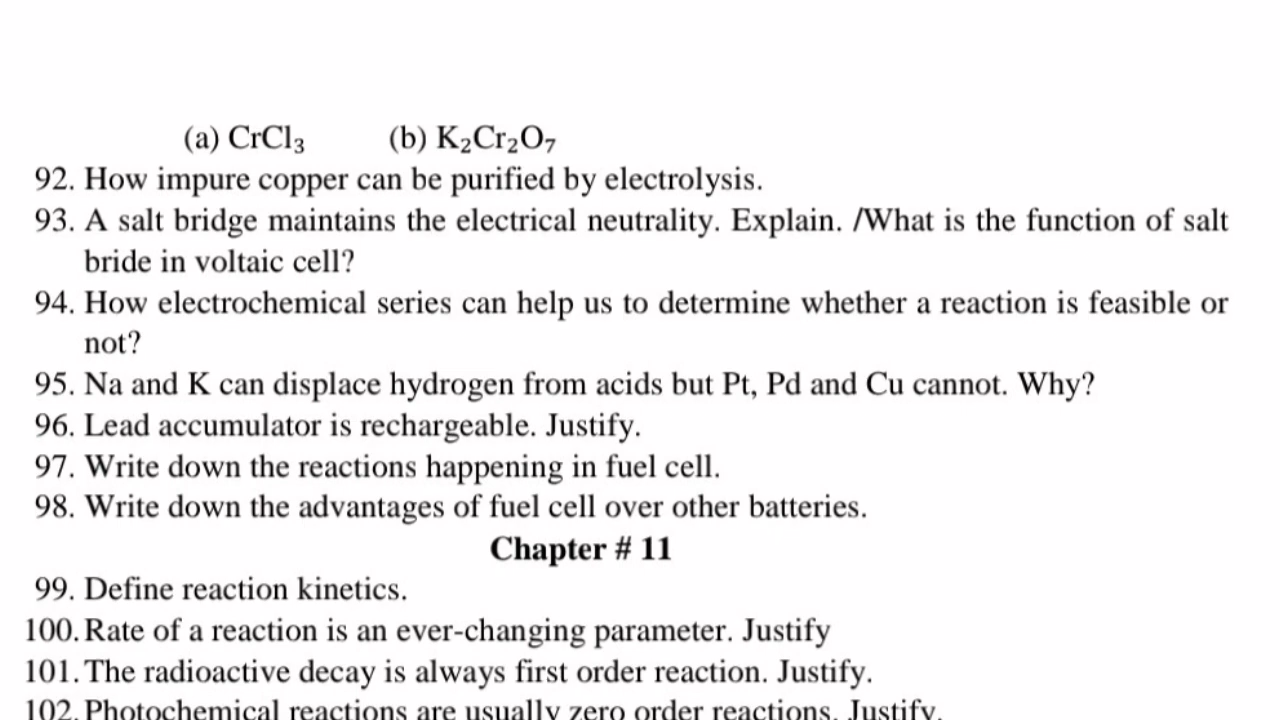 (a) CrCl₃ (b) K₂Cr₂O₇
92. How impure copper can be purified by electrolysis.
93. A salt bridge maintains the electrical neutrality. Explain. /What is the function of salt
bride in voltaic cell?
94. How electrochemical series can help us to determine whether a reaction is feasible or
not?
95. Na and K can displace hydrogen from acids but Pt, Pd and Cu cannot. Why?
96. Lead accumulator is rechargeable. Justify.
97. Write down the reactions happening in fuel cell.
98. Write down the advantages of fuel cell over other batteries.
Chapter # 11
99. Define reaction kinetics.
100. Rate of a reaction is an ever-changing parameter. Justify
101. The radioactive decay is always first order reaction. Justify.
102. Photochemical reactions are usually zero order reactions. Justify.